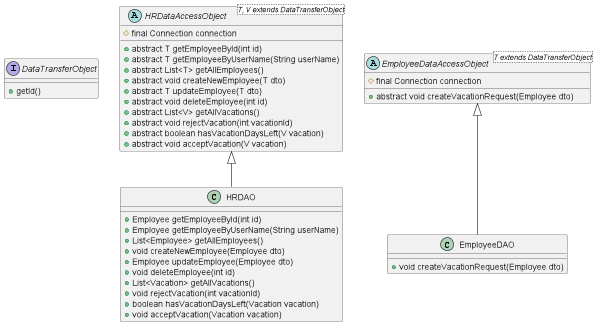 I DataTransferObject
getId()
A HRDataAccessObject
T, V extends DataTransferObject
final Connection connection
abstract T getEmployeeById(int id)
abstract T getEmployeeByUserName(String userName)
abstract List<T> getAllEmployees()
abstract void createNewEmployee(T dto)
abstract T updateEmployee(T dto)
abstract void deleteEmployee(int id)
abstract List<V> getAllVacations()
abstract void rejectVacation(int vacationId)
abstract boolean hasVacationDaysLeft(V vacation)
abstract void acceptVacation(V vacation)
A EmployeeDataAccessObject
T extends DataTransferObject
final Connection connection
abstract void createVacationRequest(Employee dto)
C HRDAO
Employee getEmployeeById(int id)
Employee getEmployeeByUserName(String userName)
List<Employee> getAllEmployees()
void createNewEmployee(Employee dto)
Employee updateEmployee(Employee dto)
void deleteEmployee(int id)
List<Vacation> getAllVacations()
void rejectVacation(int vacationId)
boolean hasVacationDaysLeft(Vacation vacation)
void acceptVacation(Vacation vacation)
C EmployeeDAO
void createVacationRequest(Employee dto)